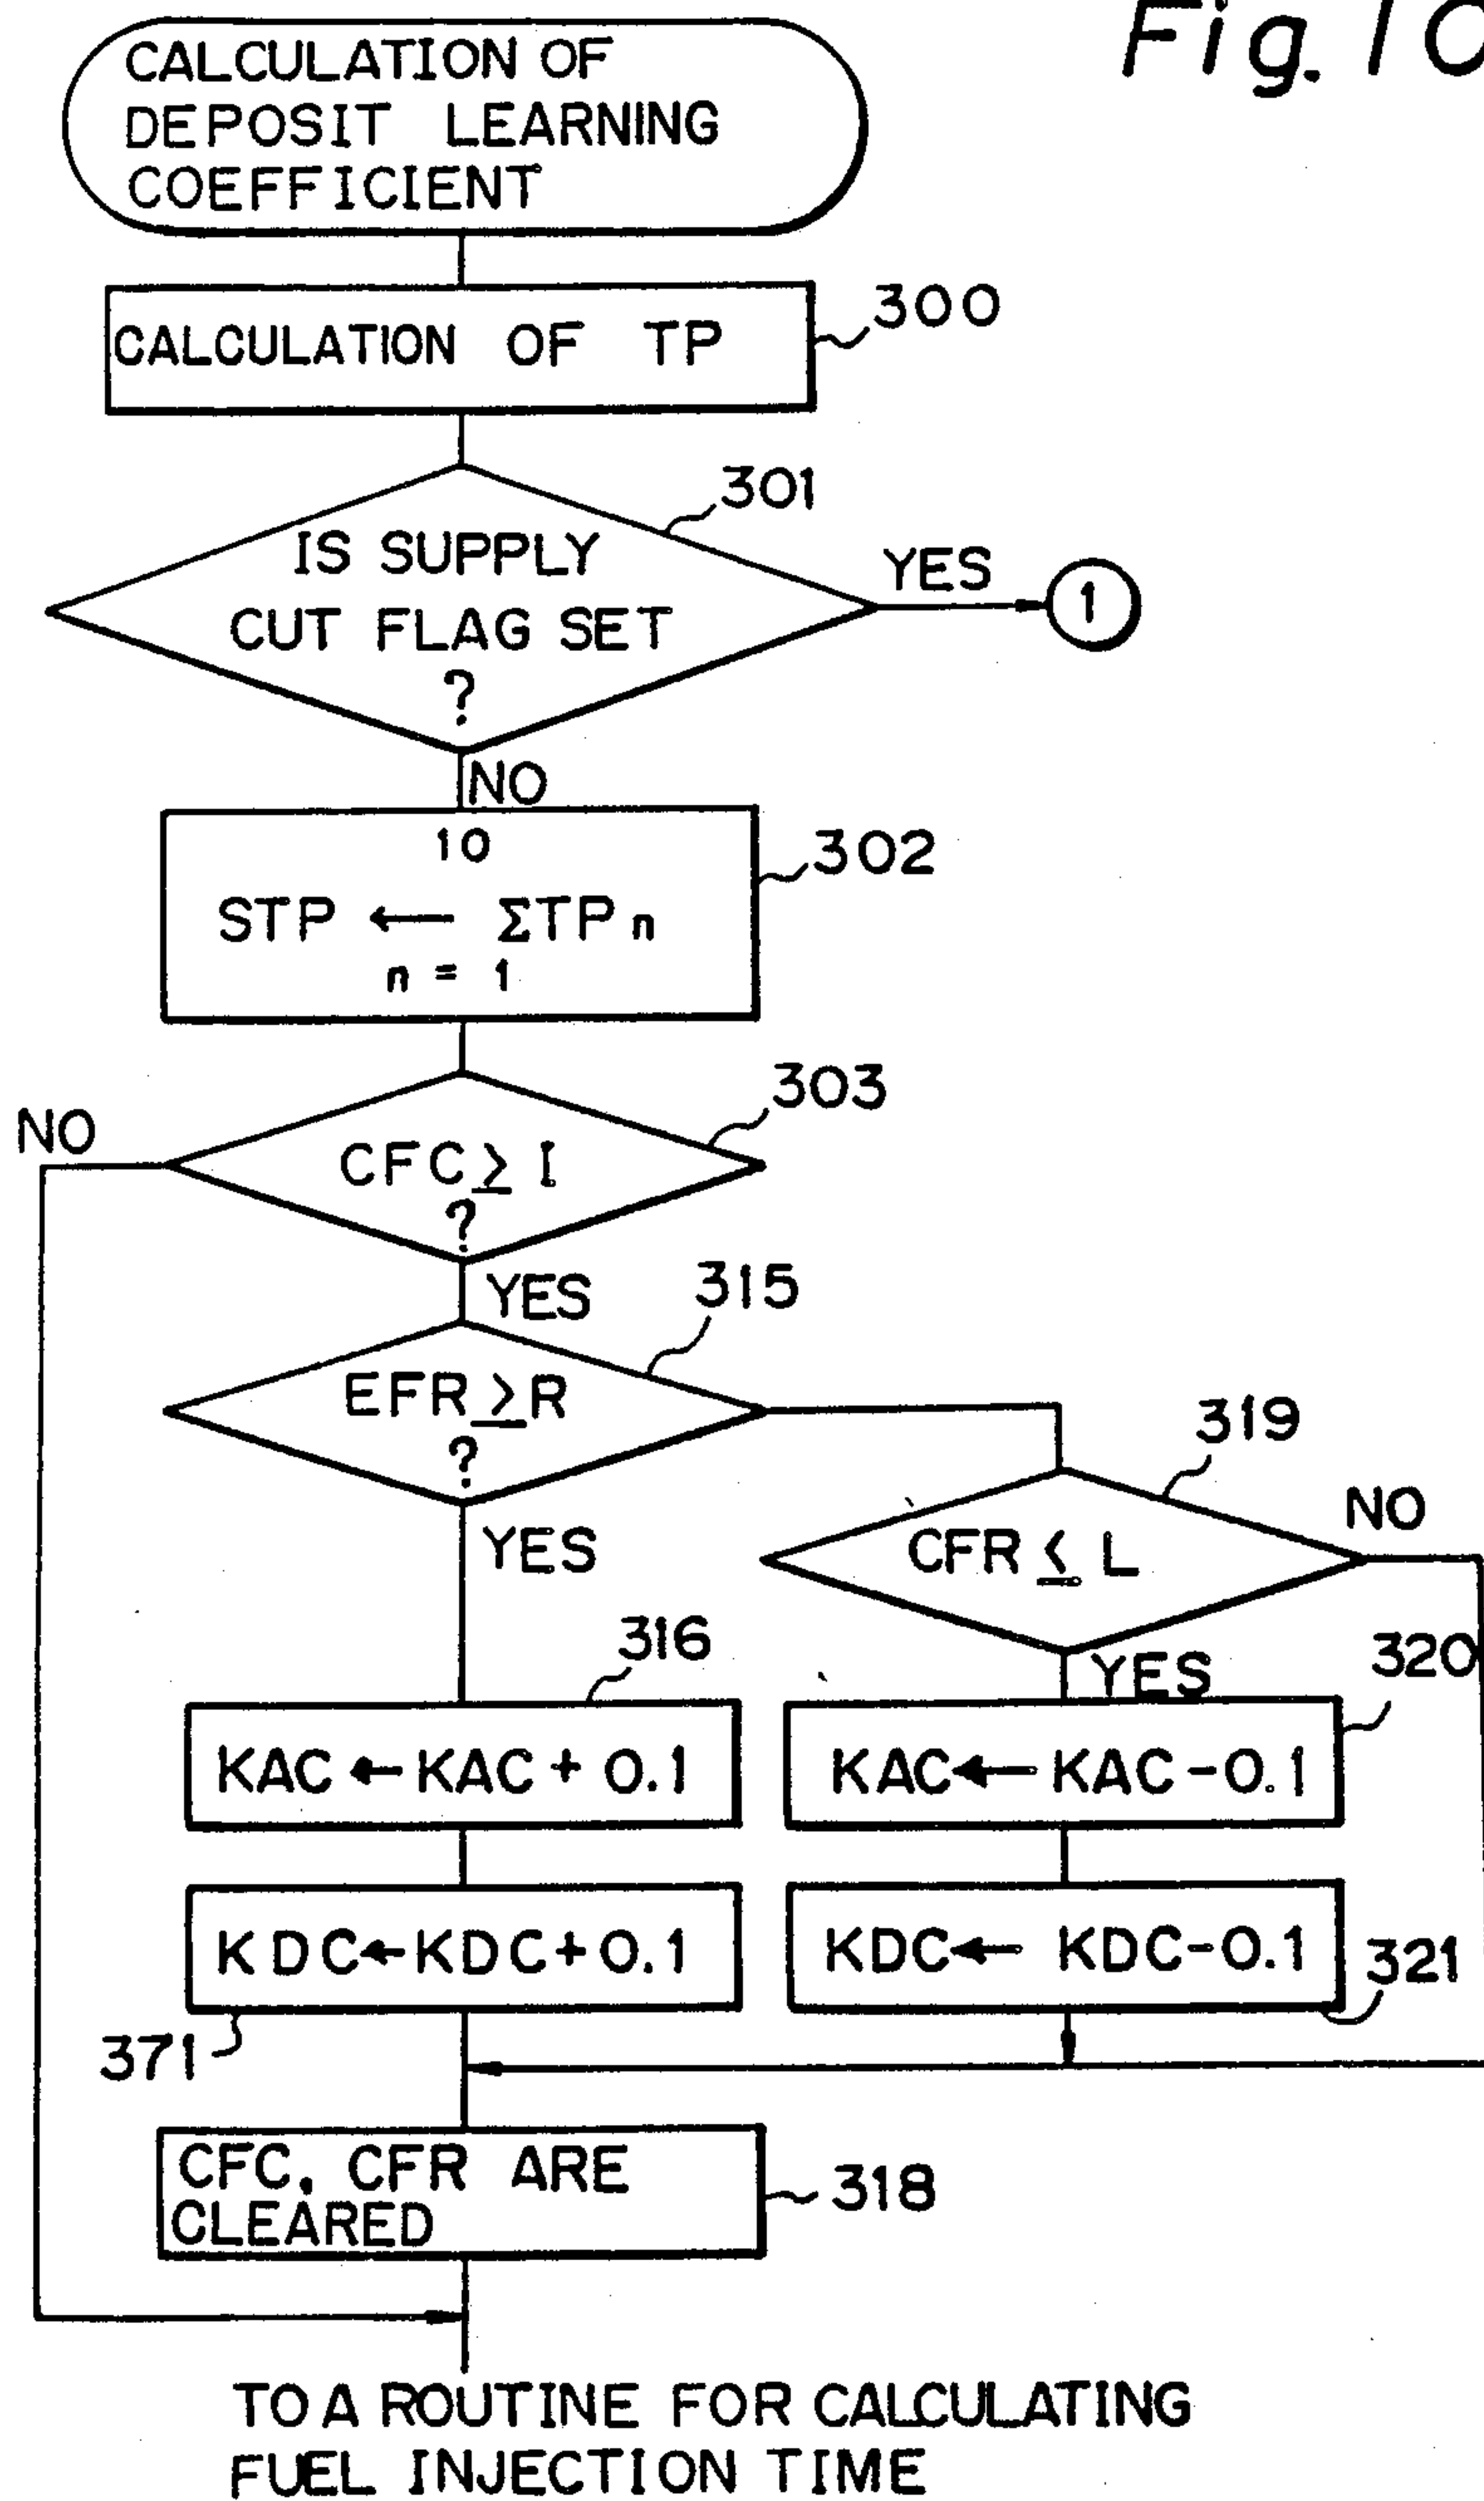 Fig. 10
CALCULATION OF
DEPOSIT LEARNING
COEFFICIENT
CALCULATION OF TP
300
301
IS SUPPLY
CUT FLAG SET
?
YES
1
NO
10
STP ← ΣTPn
n = 1
302
303
NO
CFC ≥ I
?
YES
315
EFR ≥ R
?
YES
319
CFR ≤ L
NO
YES
316
320
KAC ← KAC + 0.1
KAC ← KAC - 0.1
KDC ← KDC + 0.1
KDC ← KDC - 0.1
321
371
CFC, CFR ARE
CLEARED
318
TO A ROUTINE FOR CALCULATING
FUEL INJECTION TIME